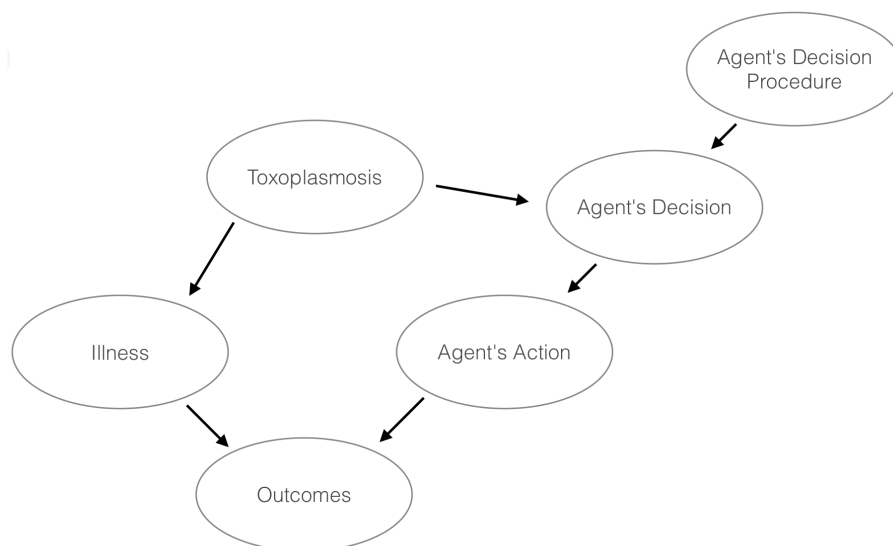 Agent's Decision
Procedure
Toxoplasmosis
Agent's Decision
Illness
Agent's Action
Outcomes